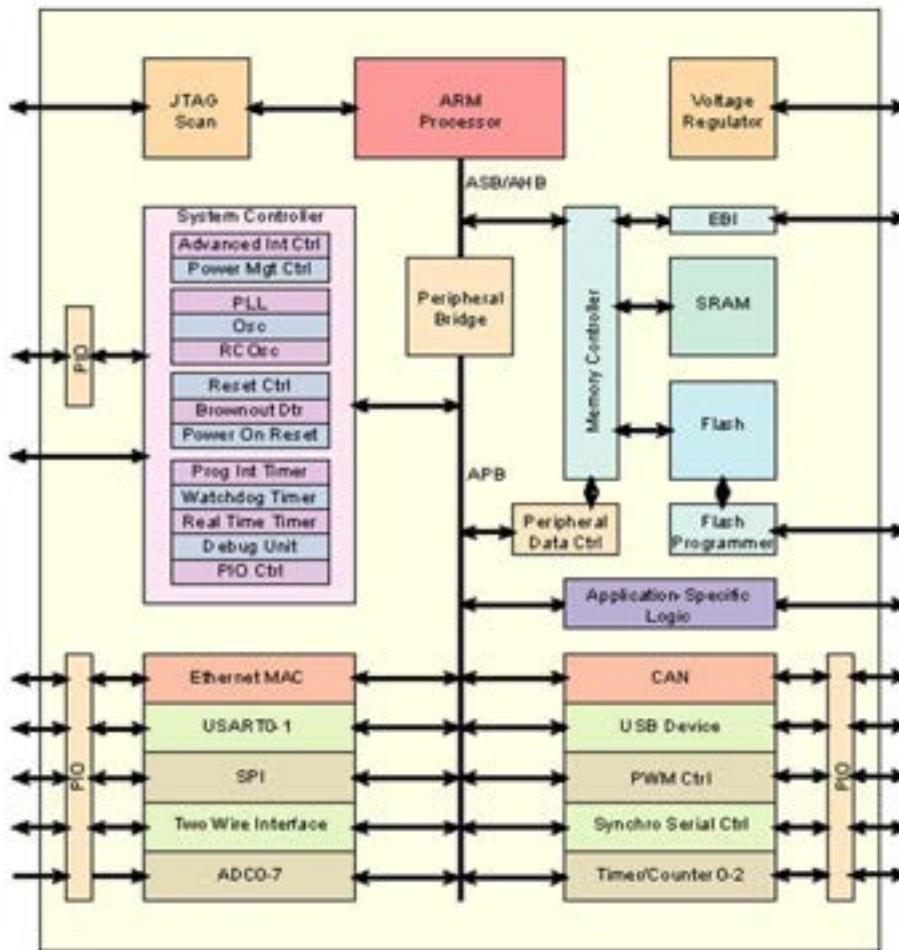 JTAG
Scan
ARM
Processor
Voltage
Regulator
ASB/AHB
System Controller
Advanced Int Ctrl
Power Mgt Ctrl
PLL
Osc
RC Osc
Reset Ctrl
Brownout Dtr
Power On Reset
Prog Int Timer
Watchdog Timer
Real Time Timer
Debug Unit
PIO Ctrl
PIO
Peripheral
Bridge
APB
Memory Controller
EBI
SRAM
Flash
Peripheral
Data Ctrl
Flash
Programmer
Application-Specific
Logic
PIO
Ethernet MAC
USART0-1
SPI
Two Wire Interface
ADC0-7
CAN
USB Device
PWM Ctrl
Synchro Serial Ctrl
Timer/Counter 0-2
PIO